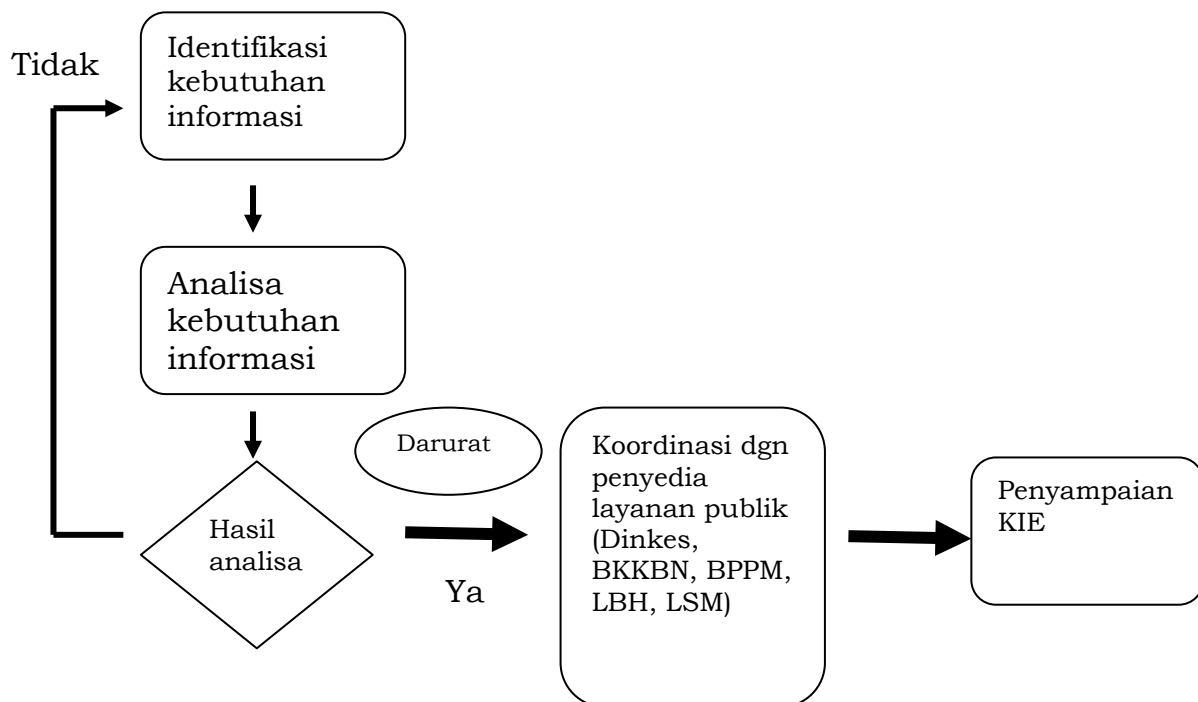 Tidak
Identifikasi
kebutuhan
informasi
Analisa
kebutuhan
informasi
Hasil
analisa
Darurat
Ya
Koordinasi dgn
penyedia
layanan publik
(Dinkes,
BKKBN, BPPM,
LBH, LSM)
Penyampaian
KIE